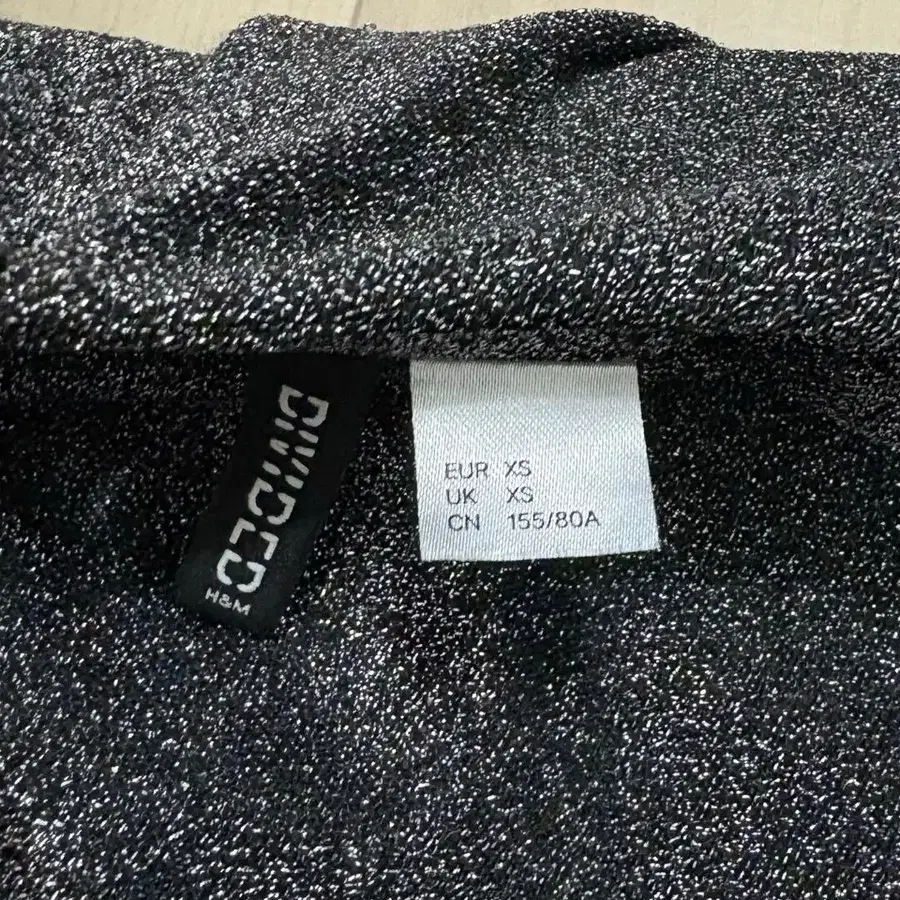 DIVIDED
H&M
EUR XS
UK XS
CN 155/80A